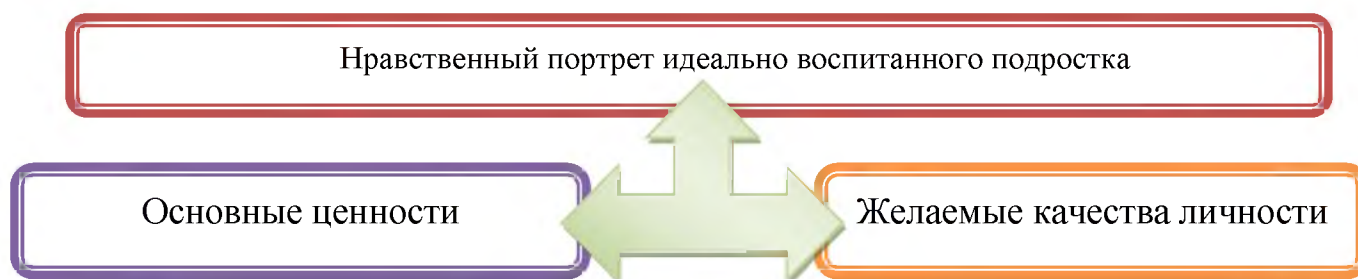 Нравственный портрет идеально воспитанного подростка
Основные ценности
Желаемые качества личности